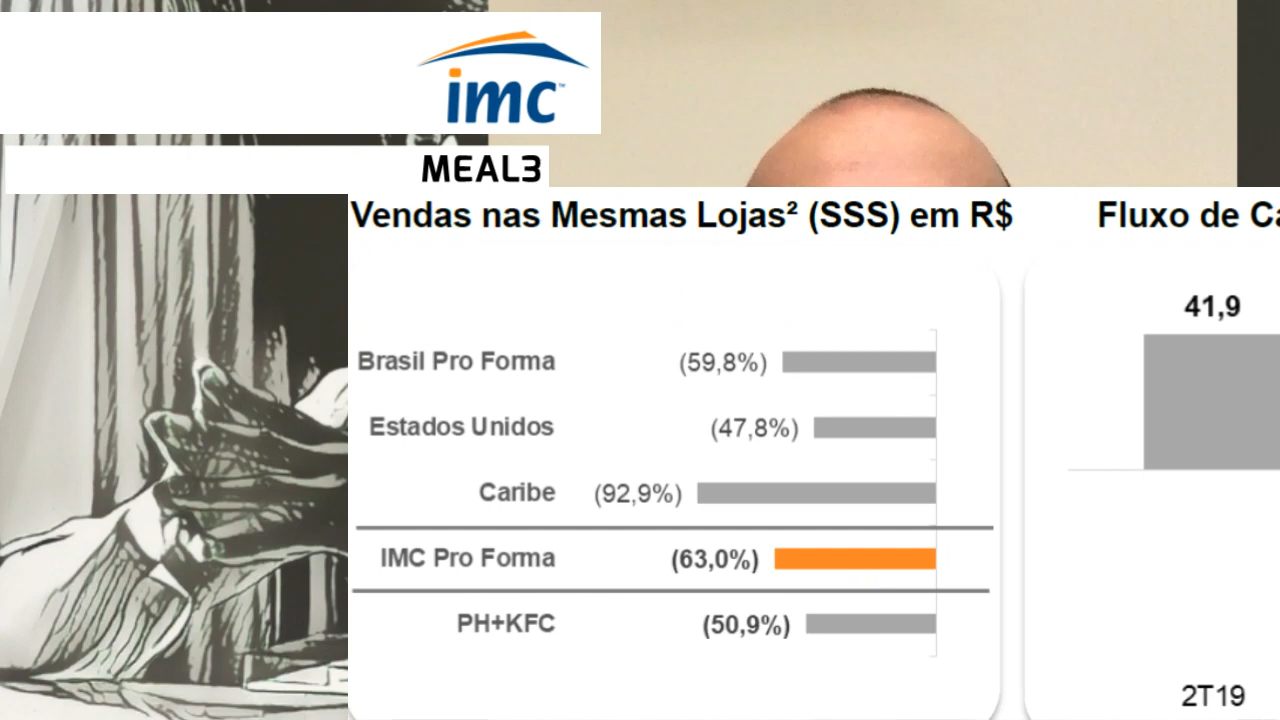 imc™
MEAL3
Vendas nas Mesmas Lojas² (SSS) em R$
Fluxo de Ca
41,9
Brasil Pro Forma (59,8%)
Estados Unidos (47,8%)
Caribe (92,9%)
IMC Pro Forma (63,0%)
PH+KFC (50,9%)
2T19